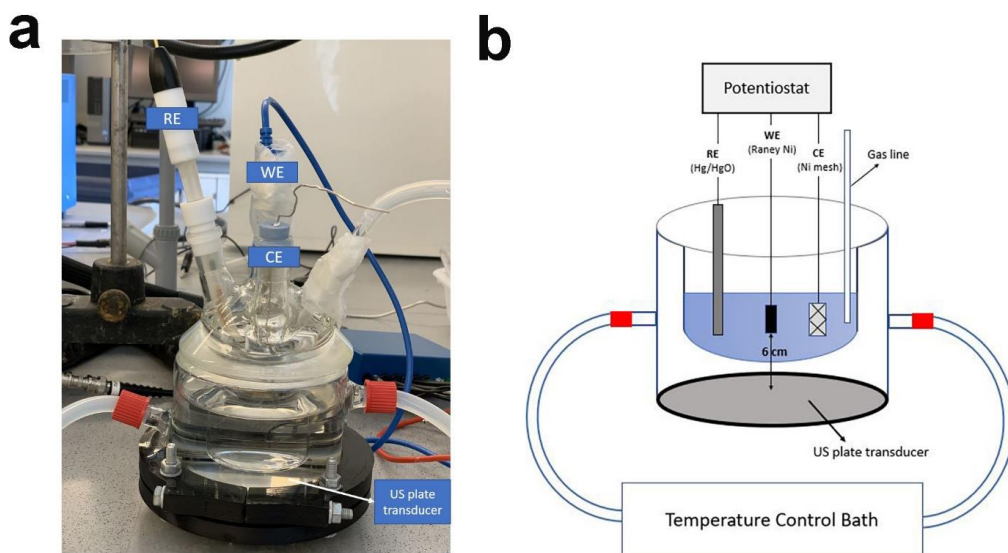 a
RE
WE
CE
US plate
transducer
b
Potentiostat
RE
(Hg/HgO)
WE
(Raney Ni)
CE
(Ni mesh)
Gas line
6 cm
US plate transducer
Temperature Control Bath